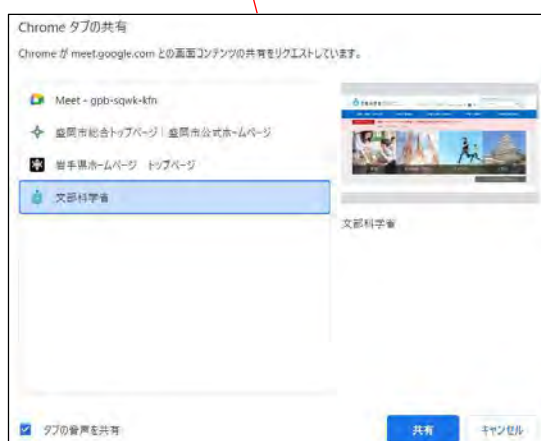 Chrome タブの共有
Chrome が meet.google.com との画面コンテンツの共有をリクエストしています。
Meet - gpb-sqwk-kfn
盛岡市総合トップページ｜盛岡市公式ホームページ
岩手県ホームページ トップページ
文部科学省
文部科学省
タブの音声を共有
共有
キャンセル